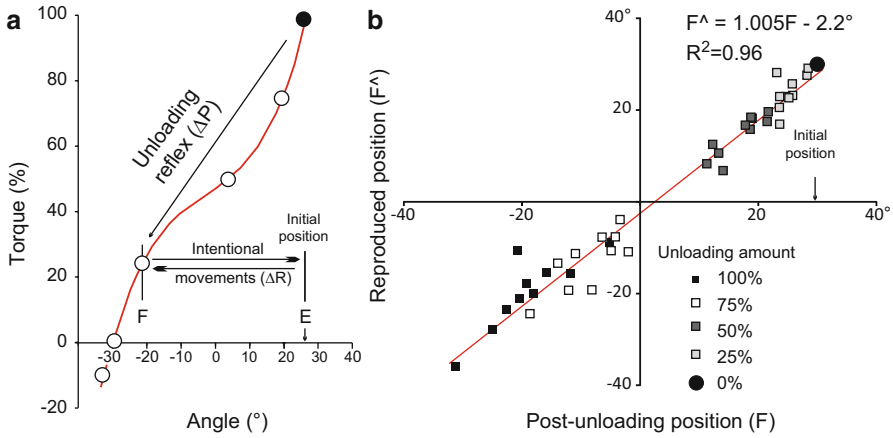 a
100
80
60
40
20
0
-20
Torque (%)
Unloading
reflex (ΔP)
Initial
position
Intentional
movements (ΔR)
F
E
-30
-20
-10
0
10
20
30
40
Angle (°)
b
F^ = 1.005F - 2.2°
R²=0.96
40°
20
-20
-40
Reproduced position (F^)
Initial
position
-40
-20
20
40°
Unloading amount
100%
75%
50%
25%
0%
Post-unloading position (F)